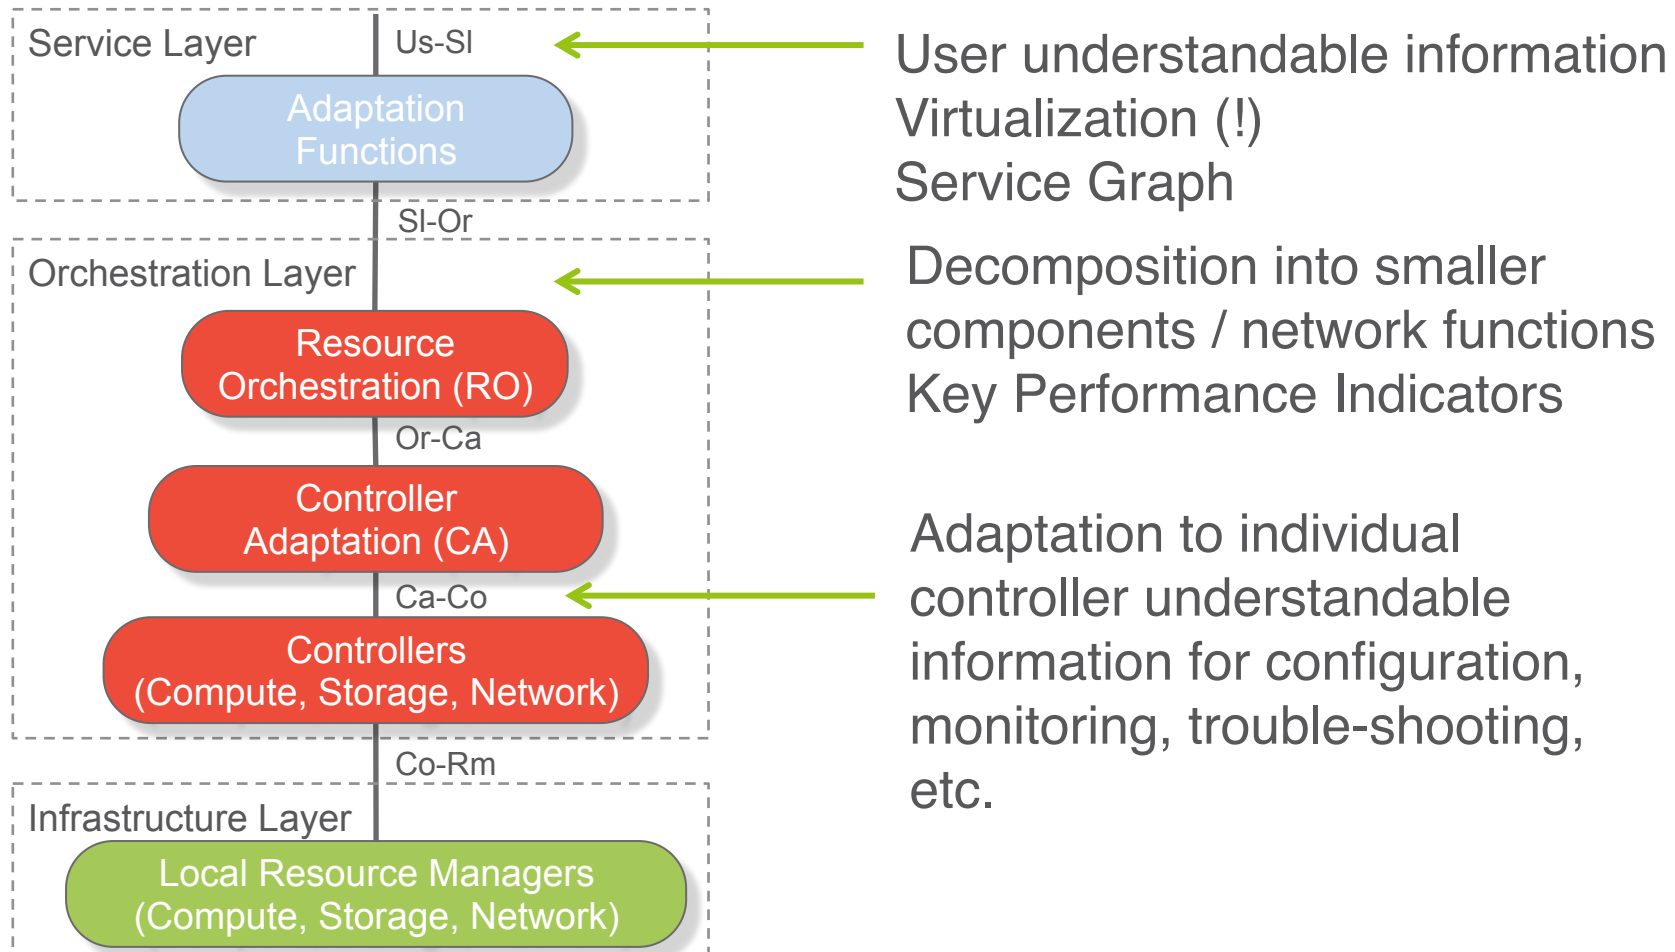 Service Layer
Us-Sl
Adaptation
Functions
Sl-Or
Orchestration Layer
Resource
Orchestration (RO)
Or-Ca
Controller
Adaptation (CA)
Ca-Co
Controllers
(Compute, Storage, Network)
Co-Rm
Infrastructure Layer
Local Resource Managers
(Compute, Storage, Network)
User understandable information
Virtualization (!)
Service Graph
Decomposition into smaller
components / network functions
Key Performance Indicators
Adaptation to individual
controller understandable
information for configuration,
monitoring, trouble-shooting,
etc.